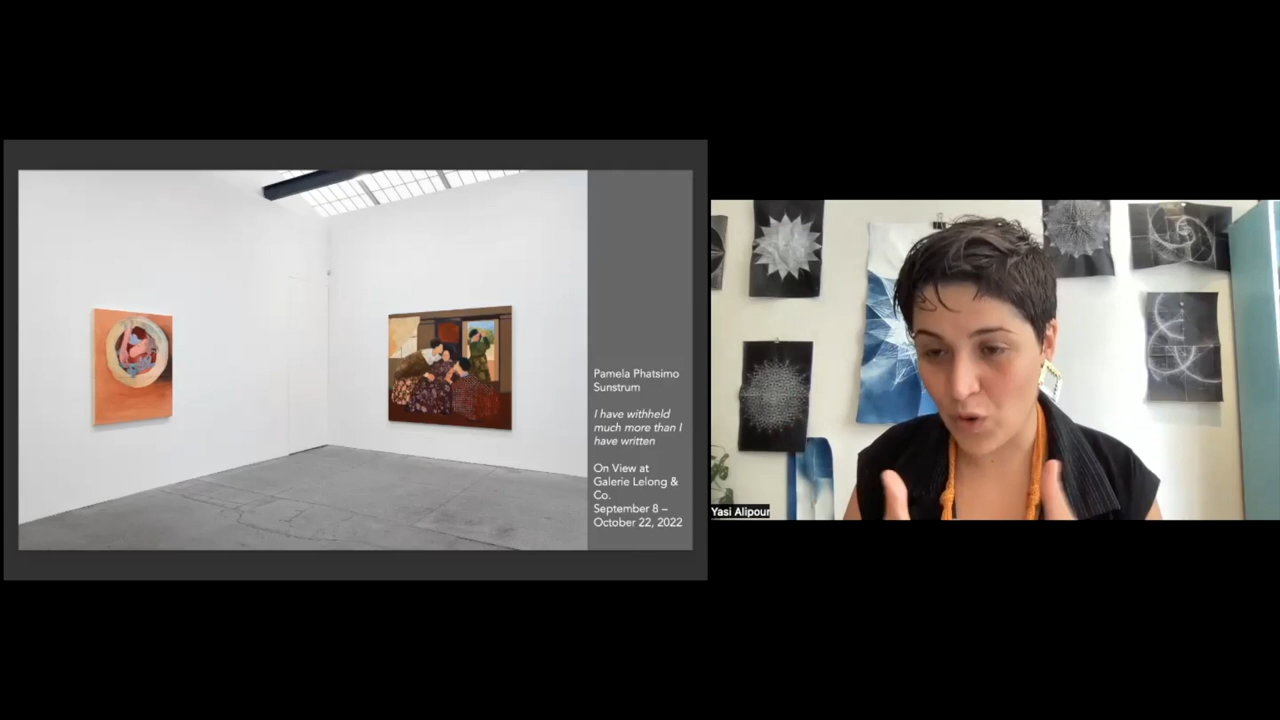 Pamela Phatsimo
Sunstrum
I have withheld
much more than I
have written
On View at
Galerie Lelong &
Co.
September 8 –
October 22, 2022
Yasi Alipour